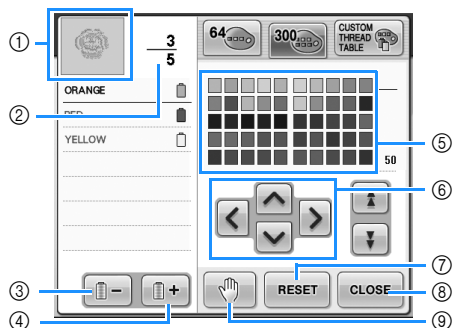 ①
3
5
64
300
CUSTOM
THREAD
TABLE
ORANGE
②
RED
YELLOW
⑤
50
⑥
③
④
−
+
RESET
CLOSE
⑦
⑧
⑨